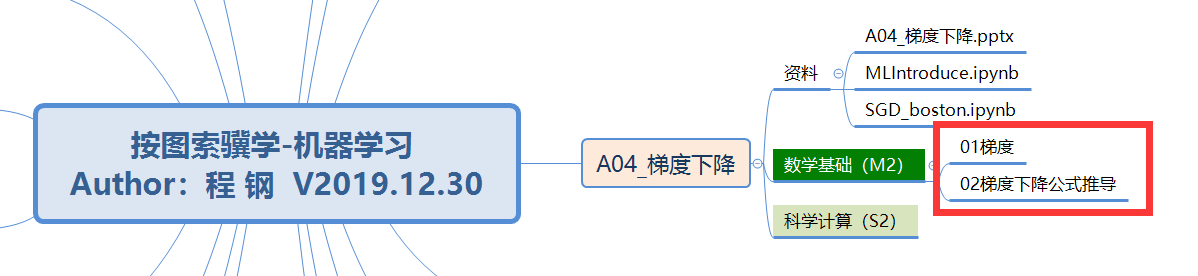 按图索骥学-机器学习
Author：程 钢 V2019.12.30
A04_梯度下降
资料
A04_梯度下降.pptx
MLIntroduce.ipynb
SGD_boston.ipynb
数学基础（M2）
01梯度
02梯度下降公式推导
科学计算（S2）